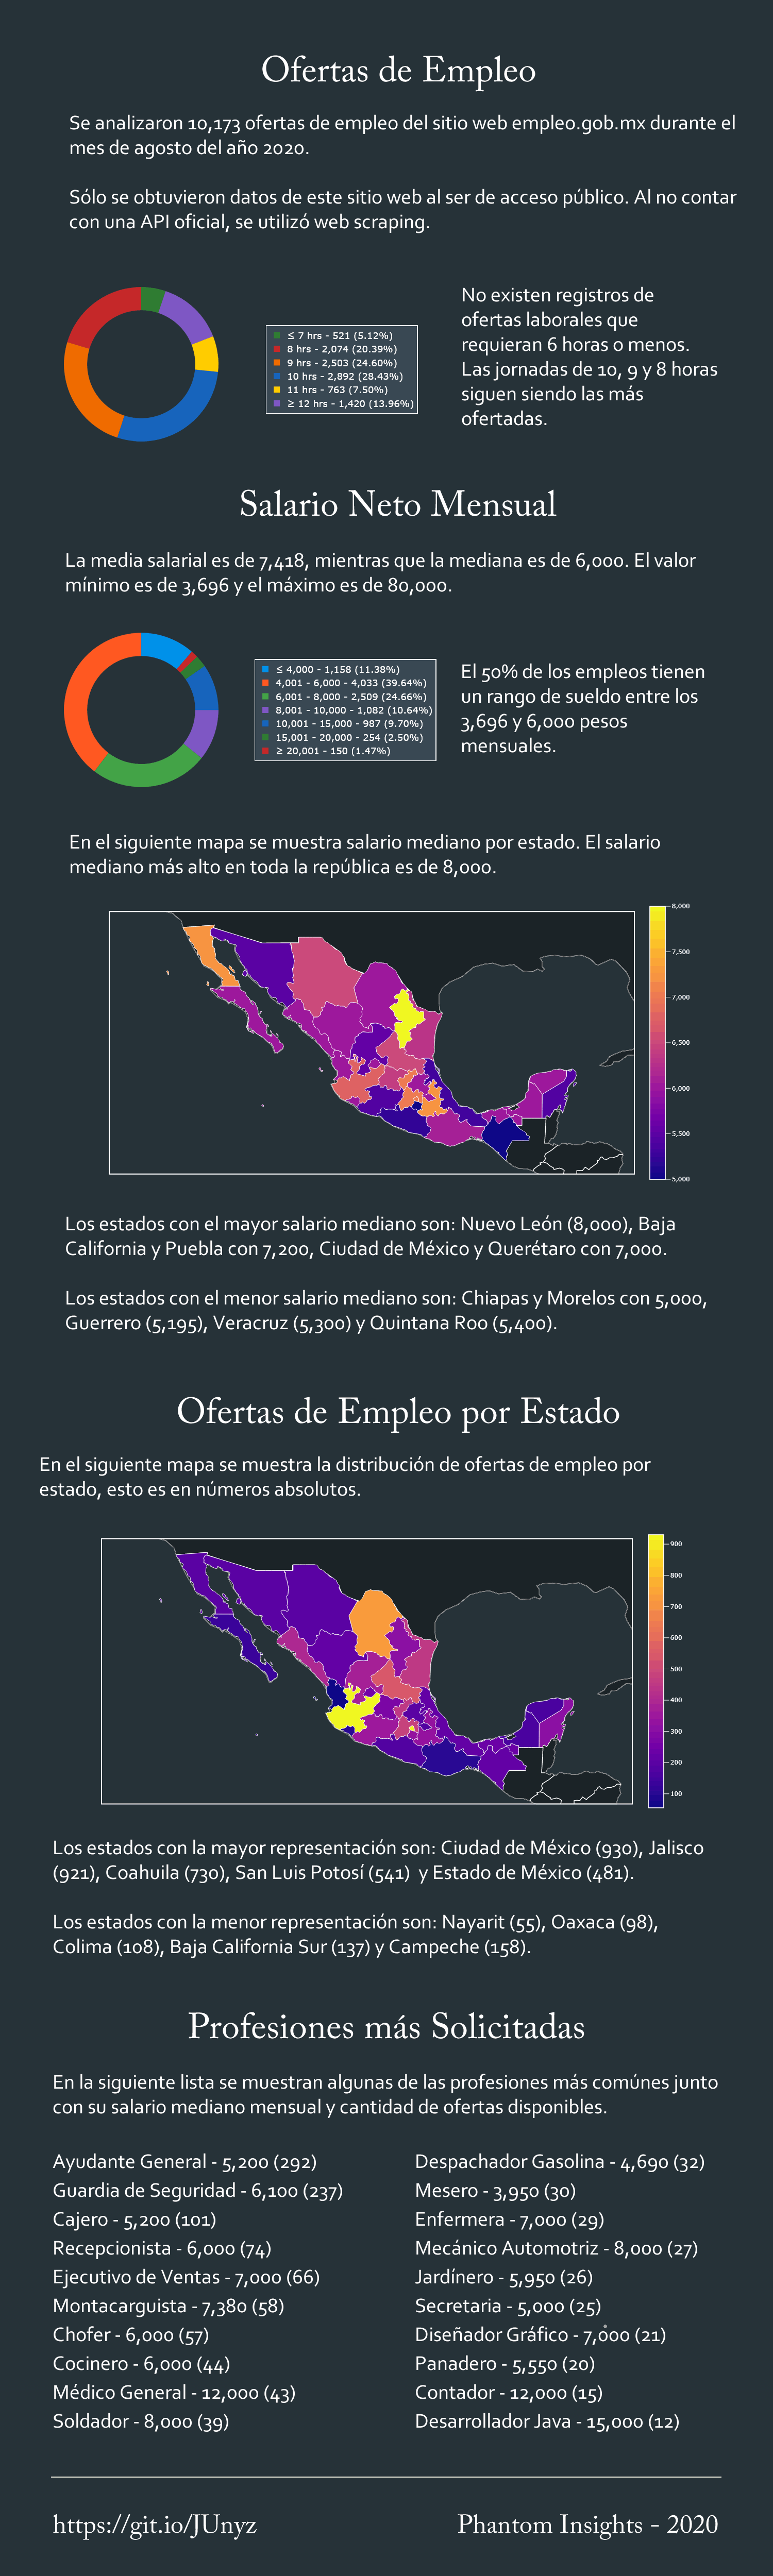 Ofertas de Empleo
Se analizaron 10,173 ofertas de empleo del sitio web empleo.gob.mx durante el
mes de agosto del año 2020.
Sólo se obtuvieron datos de este sitio web al ser de acceso público. Al no contar
con una API oficial, se utilizó web scraping.
≤ 7 hrs - 521 (5.12%)
8 hrs - 2,074 (20.39%)
9 hrs - 2,503 (24.60%)
10 hrs - 2,892 (28.43%)
11 hrs - 763 (7.50%)
≥ 12 hrs - 1,420 (13.96%)
No existen registros de
ofertas laborales que
requieran 6 horas o menos.
Las jornadas de 10, 9 y 8 horas
siguen siendo las más
ofertadas.
Salario Neto Mensual
La media salarial es de 7,418, mientras que la mediana es de 6,000. El valor
mínimo es de 3,696 y el máximo es de 80,000.
≤ 4,000 - 1,158 (11.38%)
4,001 - 6,000 - 4,033 (39.64%)
6,001 - 8,000 - 2,509 (24.66%)
8,001 - 10,000 - 1,082 (10.64%)
10,001 - 15,000 - 987 (9.70%)
15,001 - 20,000 - 254 (2.50%)
≥ 20,001 - 150 (1.47%)
El 50% de los empleos tienen
un rango de sueldo entre los
3,696 y 6,000 pesos
mensuales.
En el siguiente mapa se muestra salario mediano por estado. El salario
mediano más alto en toda la república es de 8,000.
8,000
7,500
7,000
6,500
6,000
5,500
5,000
Los estados con el mayor salario mediano son: Nuevo León (8,000), Baja
California y Puebla con 7,200, Ciudad de México y Querétaro con 7,000.
Los estados con el menor salario mediano son: Chiapas y Morelos con 5,000,
Guerrero (5,195), Veracruz (5,300) y Quintana Roo (5,400).
Ofertas de Empleo por Estado
En el siguiente mapa se muestra la distribución de ofertas de empleo por
estado, esto es en números absolutos.
900
800
700
600
500
400
300
200
100
Los estados con la mayor representación son: Ciudad de México (930), Jalisco
(921), Coahuila (730), San Luis Potosí (541) y Estado de México (481).
Los estados con la menor representación son: Nayarit (55), Oaxaca (98),
Colima (108), Baja California Sur (137) y Campeche (158).
Profesiones más Solicitadas
En la siguiente lista se muestran algunas de las profesiones más comúnes junto
con su salario mediano mensual y cantidad de ofertas disponibles.
Ayudante General - 5,200 (292)
Guardia de Seguridad - 6,100 (237)
Cajero - 5,200 (101)
Recepcionista - 6,000 (74)
Ejecutivo de Ventas - 7,000 (66)
Montacarguista - 7,380 (58)
Chofer - 6,000 (57)
Cocinero - 6,000 (44)
Médico General - 12,000 (43)
Soldador - 8,000 (39)
Despachador Gasolina - 4,690 (32)
Mesero - 3,950 (30)
Enfermera - 7,000 (29)
Mecánico Automotriz - 8,000 (27)
Jardínero - 5,950 (26)
Secretaria - 5,000 (25)
Diseñador Gráfico - 7,000 (21)
Panadero - 5,550 (20)
Contador - 12,000 (15)
Desarrollador Java - 15,000 (12)
https://git.io/JUnyz
Phantom Insights - 2020